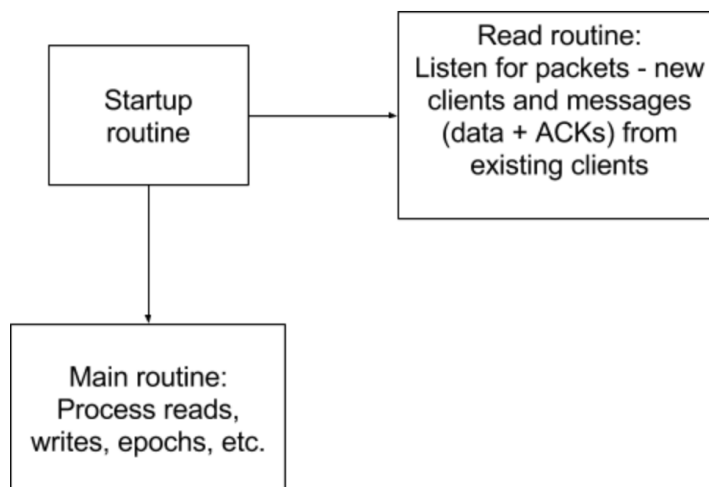 Startup
routine
Read routine:
Listen for packets - new
clients and messages
(data + ACKs) from
existing clients
Main routine:
Process reads,
writes, epochs, etc.